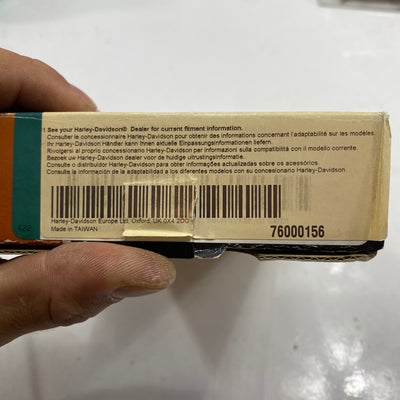 1 See your Harley-Davidson® Dealer for current fitment information.
Consulter le concessionnaire Harley-Davidson pour obtenir des informations concernant l'adaptabilité sur les modèles.
Ihr Harley-Davidson Händler kann Ihnen aktuelle Einpassungsinformationen liefern.
Rivolgersi al proprio concessionario Harley-Davidson per informazioni sulla compatibilità con il modello corrente.
Bezoek uw Harley-Davidson dealer voor de huidige uitrustingsinformatie.
Consulte o distribuidor Harley-Davidson para obter informações actualizadas sobre os acessórios.
Consulte la información de la adaptabilidad a los diferentes modelos en su concesionario Harley-Davidson.
Harley-Davidson Europe Ltd. Oxford, UK OX4 2DO
Made in TAIWAN
76000156